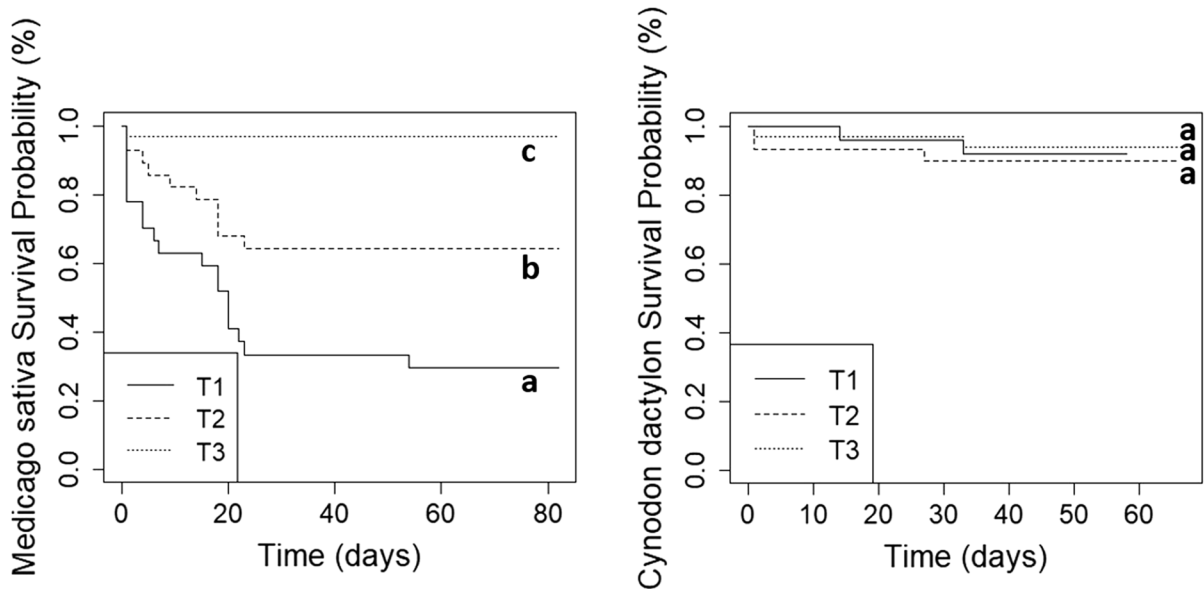 Medicago sativa Survival Probability (%)
1.0
0.8
0.6
0.4
0.2
0.0
c
b
a
T1
T2
T3
0 20 40 60 80
Time (days)
Cynodon dactylon Survival Probability (%)
1.0
0.8
0.6
0.4
0.2
0.0
a
a
a
T1
T2
T3
0 10 20 30 40 50 60
Time (days)